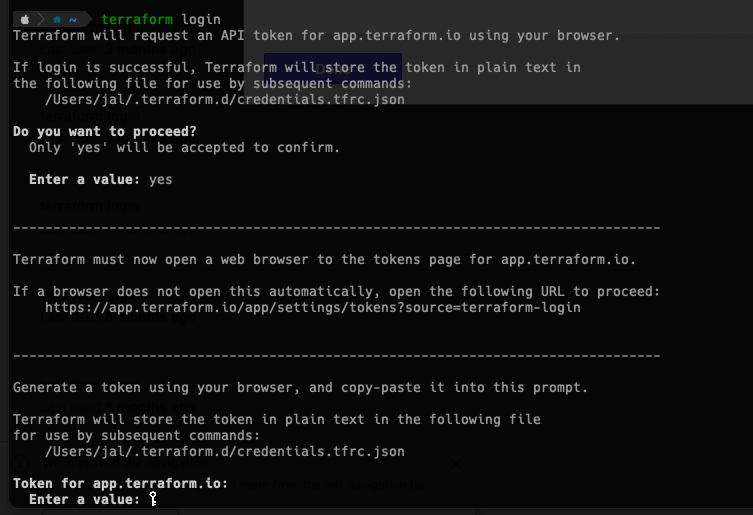 ~ terraform login
Terraform will request an API token for app.terraform.io using your browser.
If login is successful, Terraform will store the token in plain text in
the following file for use by subsequent commands:
/Users/jal/.terraform.d/credentials.tfrc.json
Do you want to proceed?
Only 'yes' will be accepted to confirm.
Enter a value: yes
---------------------------------------------------------------------------------
Terraform must now open a web browser to the tokens page for app.terraform.io.
If a browser does not open this automatically, open the following URL to proceed:
https://app.terraform.io/app/settings/tokens?source=terraform-login
---------------------------------------------------------------------------------
Generate a token using your browser, and copy-paste it into this prompt.
Terraform will store the token in plain text in the following file
for use by subsequent commands:
/Users/jal/.terraform.d/credentials.tfrc.json
Token for app.terraform.io:
Enter a value: